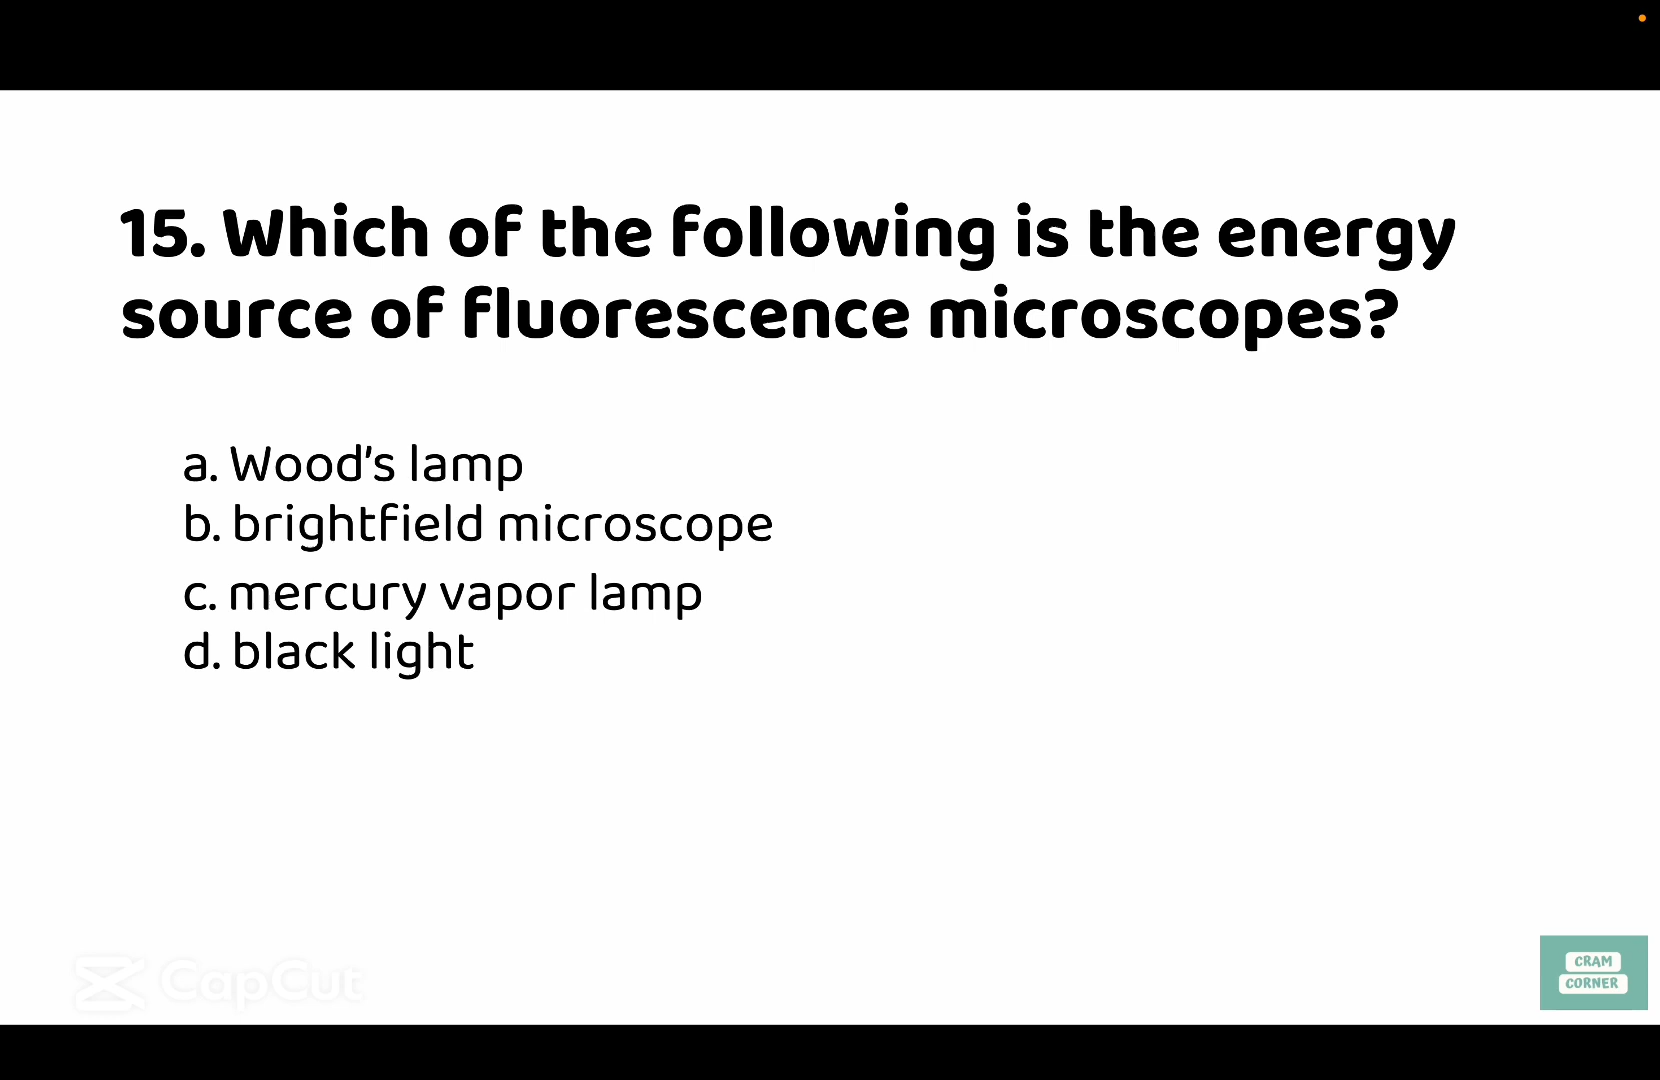 15. Which of the following is the energy
source of fluorescence microscopes?
a. Wood's lamp
b. brightfield microscope
c. mercury vapor lamp
d. black light
CapCut
CRAM
CORNER